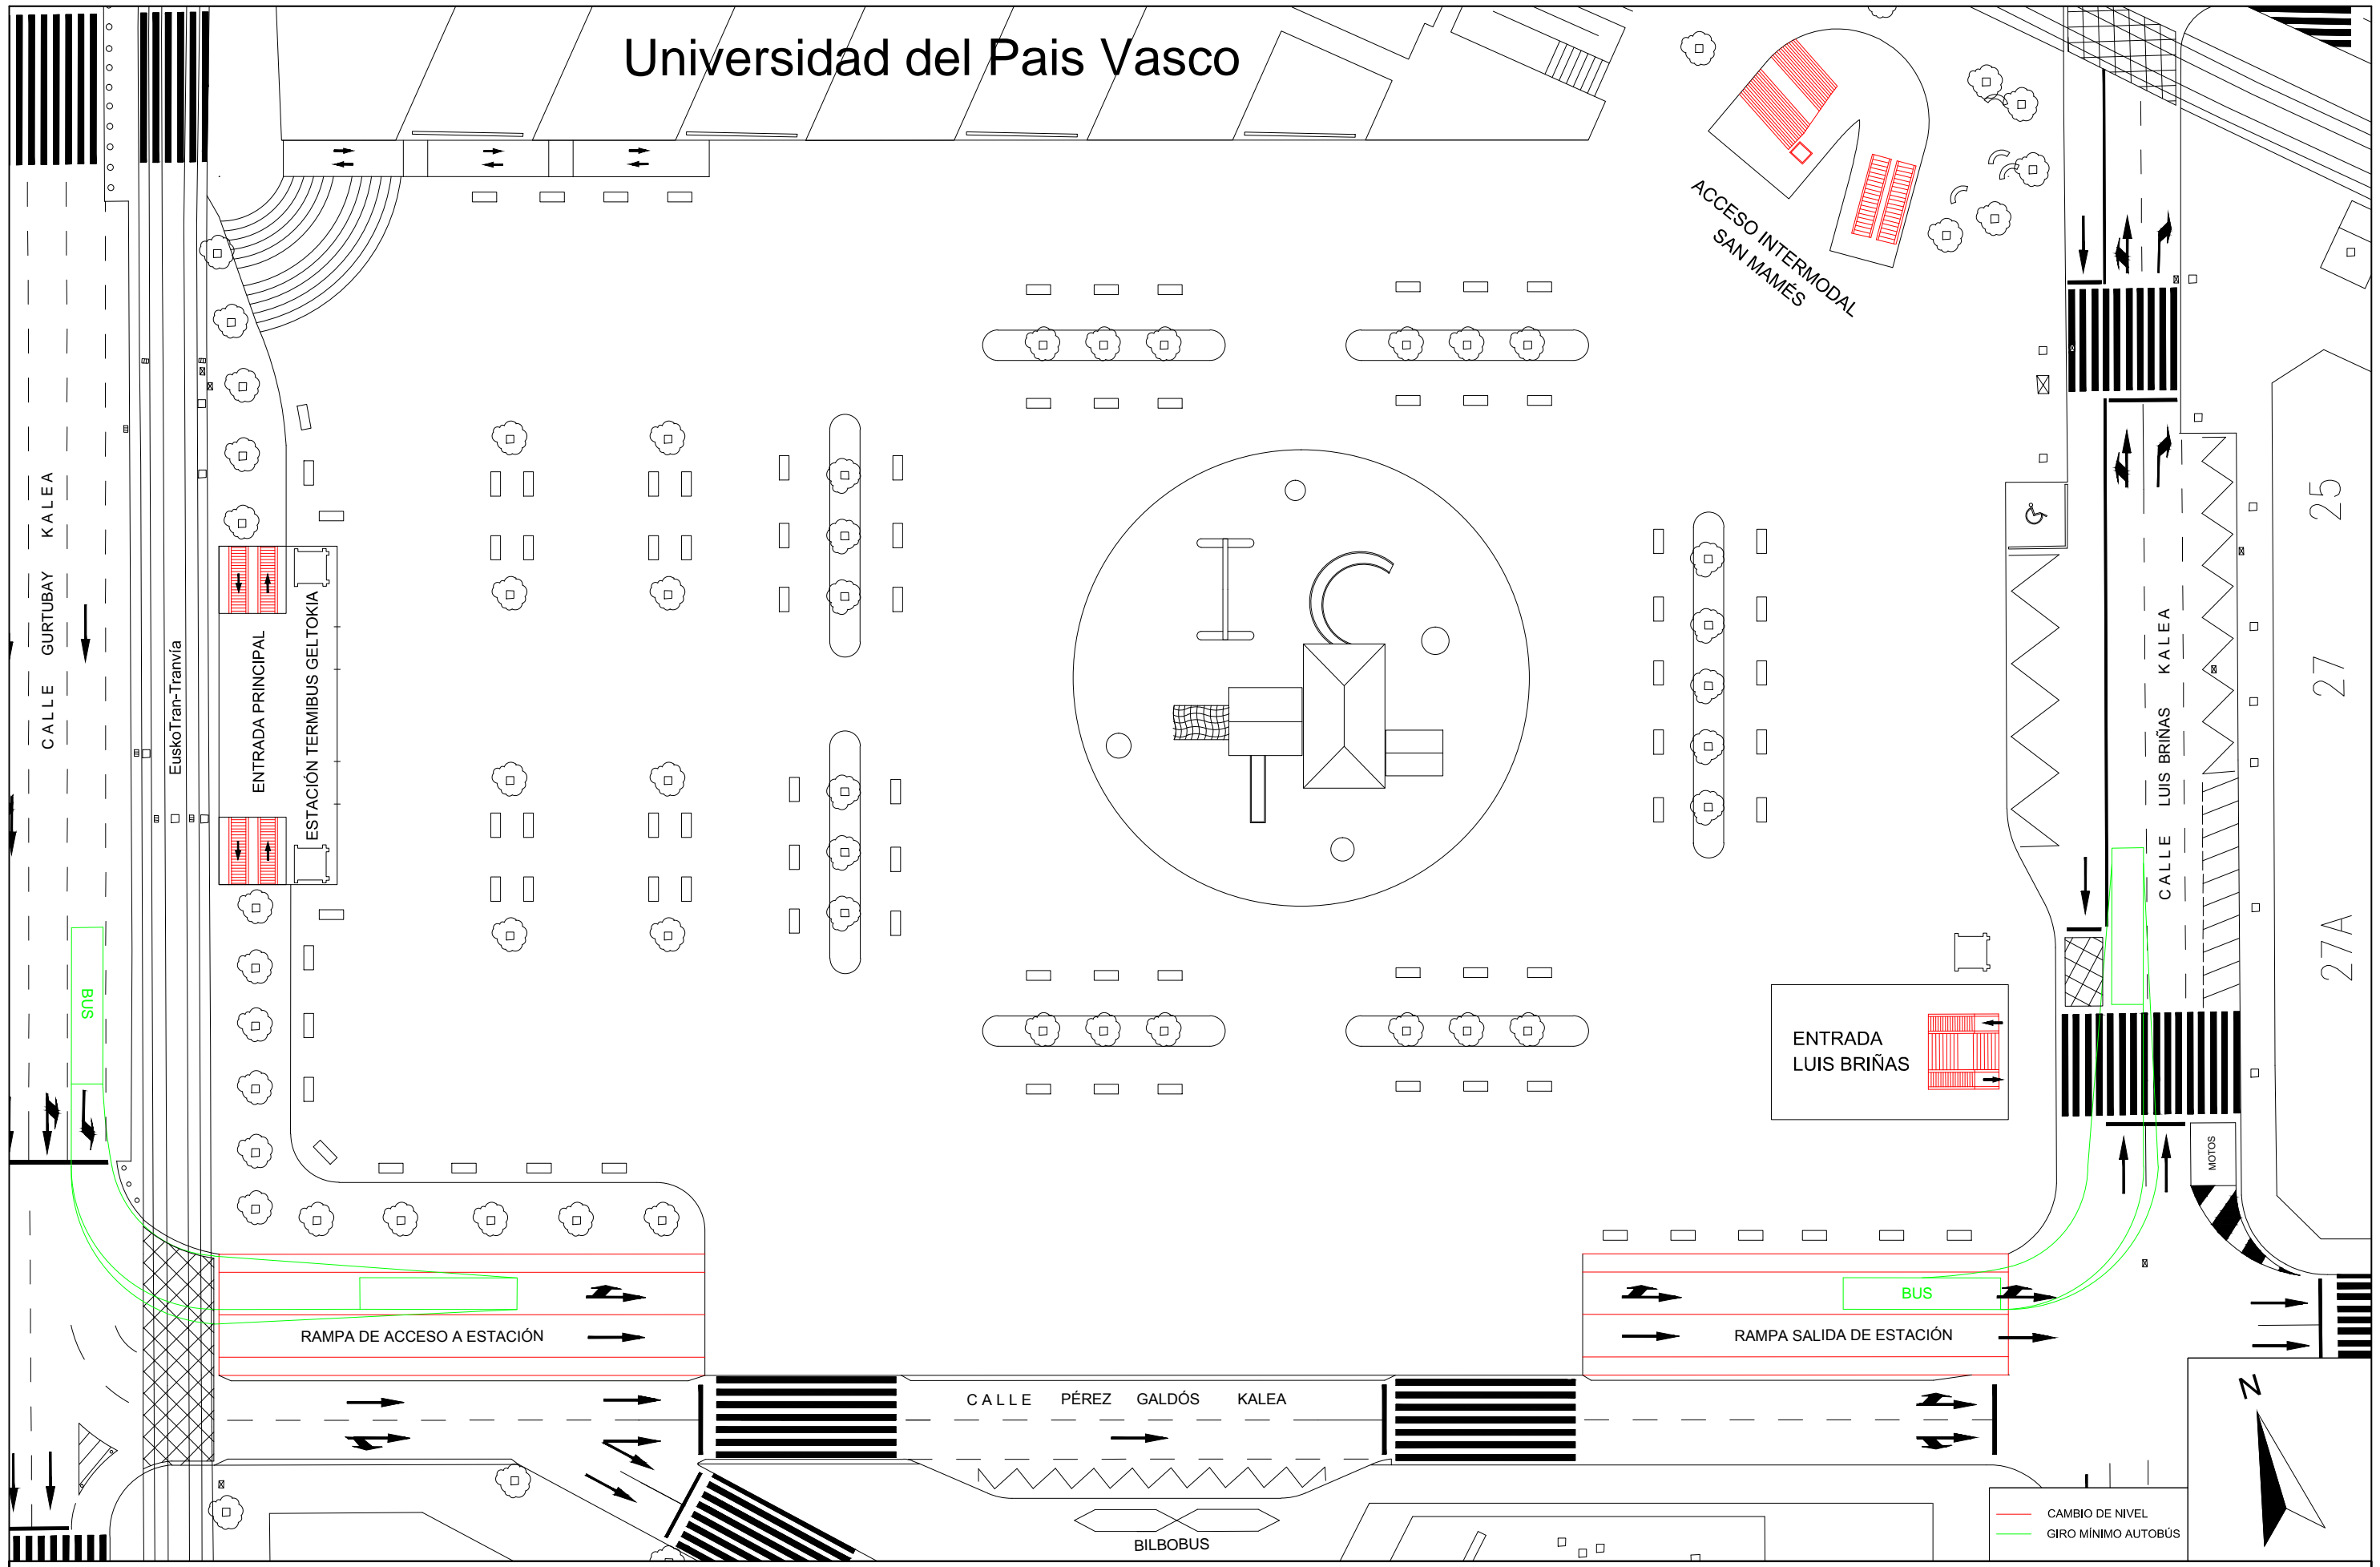 Universidad del Pais Vasco
ACCESO INTERMODAL
SAN MAMÉS
CALLE GURTUBAY KALEA
EuskoTran-Tranvía
ENTRADA PRINCIPAL
ESTACIÓN TERMIBUS GELTOKIA
CALLE LUIS BRIÑAS KALEA
25
27
27A
BUS
ENTRADA
LUIS BRIÑAS
MOTOS
RAMPA DE ACCESO A ESTACIÓN
BUS
RAMPA SALIDA DE ESTACIÓN
CALLE PÉREZ GALDÓS KALEA
BILBOBUS
N
CAMBIO DE NIVEL
GIRO MÍNIMO AUTOBÚS